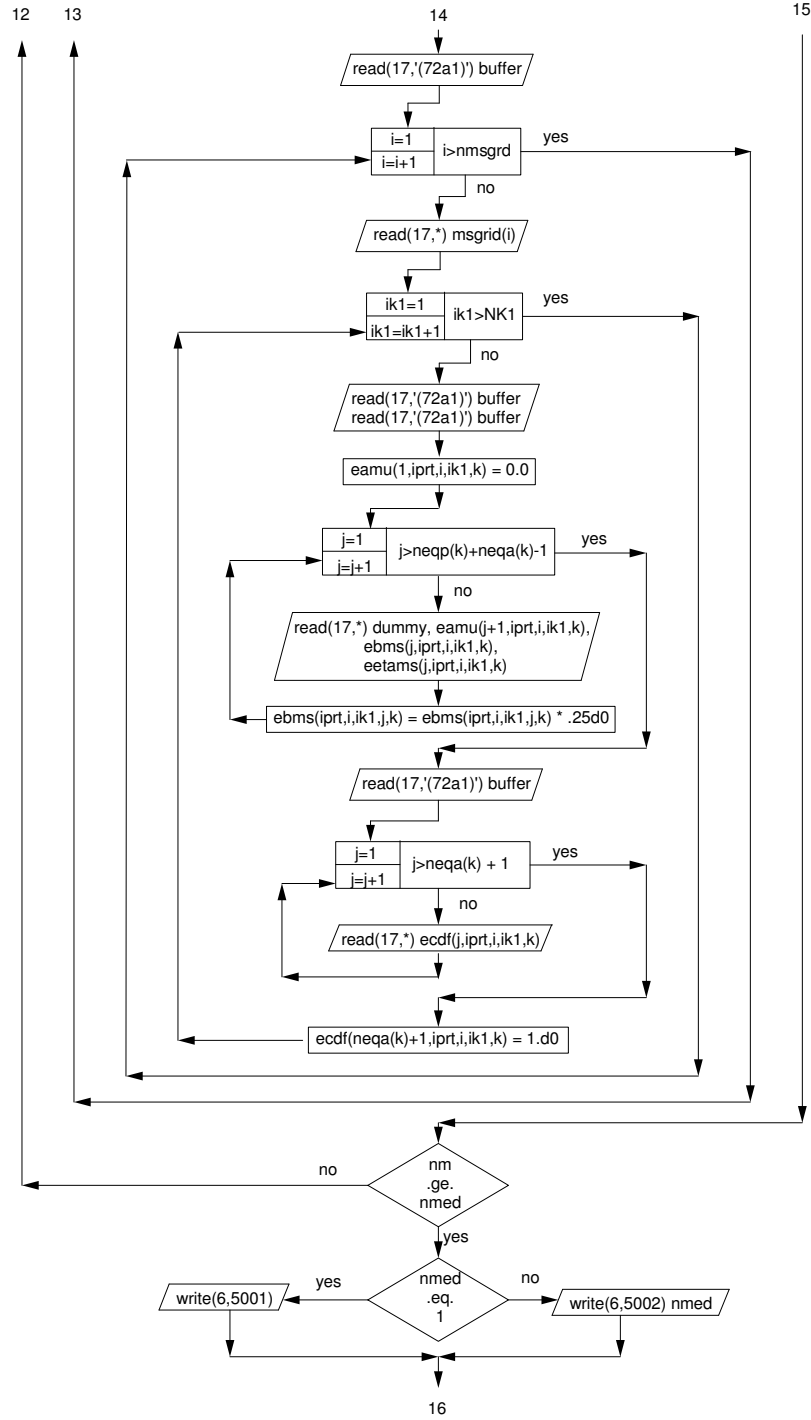 12
13
14
15
read(17,'(72a1)') buffer
i=1
i=i+1
i>nmsgrd
yes
no
read(17,*) msgrid(i)
ik1=1
ik1=ik1+1
ik1>NK1
yes
no
read(17,'(72a1)') buffer
read(17,'(72a1)') buffer
eamu(1,iprt,i,ik1,k) = 0.0
j=1
j=j+1
j>neqp(k)+neqa(k)-1
yes
no
read(17,*) dummy, eamu(j+1,iprt,i,ik1,k),
ebms(j,iprt,i,ik1,k),
eetams(j,iprt,i,ik1,k)
ebms(iprt,i,ik1,j,k) = ebms(iprt,i,ik1,j,k) * .25d0
read(17,'(72a1)') buffer
j=1
j=j+1
j>neqa(k) + 1
yes
no
read(17,*) ecdf(j,iprt,i,ik1,k)
ecdf(neqa(k)+1,iprt,i,ik1,k) = 1.d0
no
nm
.ge.
nmed
yes
yes
nmed
.eq.
1
no
write(6,5001)
write(6,5002) nmed
16